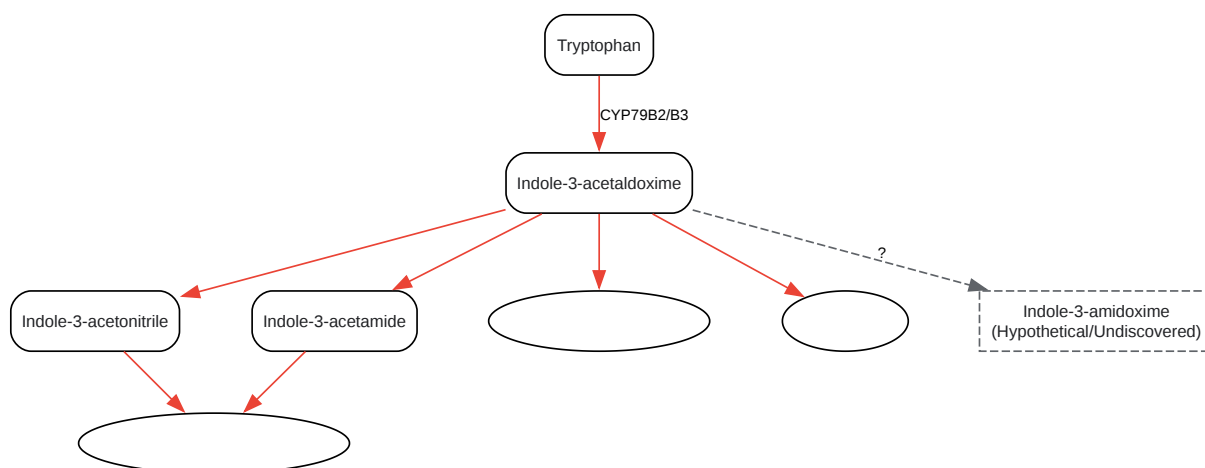 Tryptophan
CYP79B2/B3
Indole-3-acetaldoxime
?
Indole-3-acetonitrile
Indole-3-acetamide
Indole-3-amidoxime
(Hypothetical/Undiscovered)